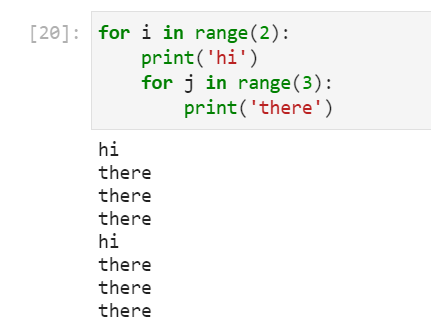 [20]: for i in range(2):
    print('hi')
    for j in range(3):
        print('there')
hi
there
there
there
hi
there
there
there